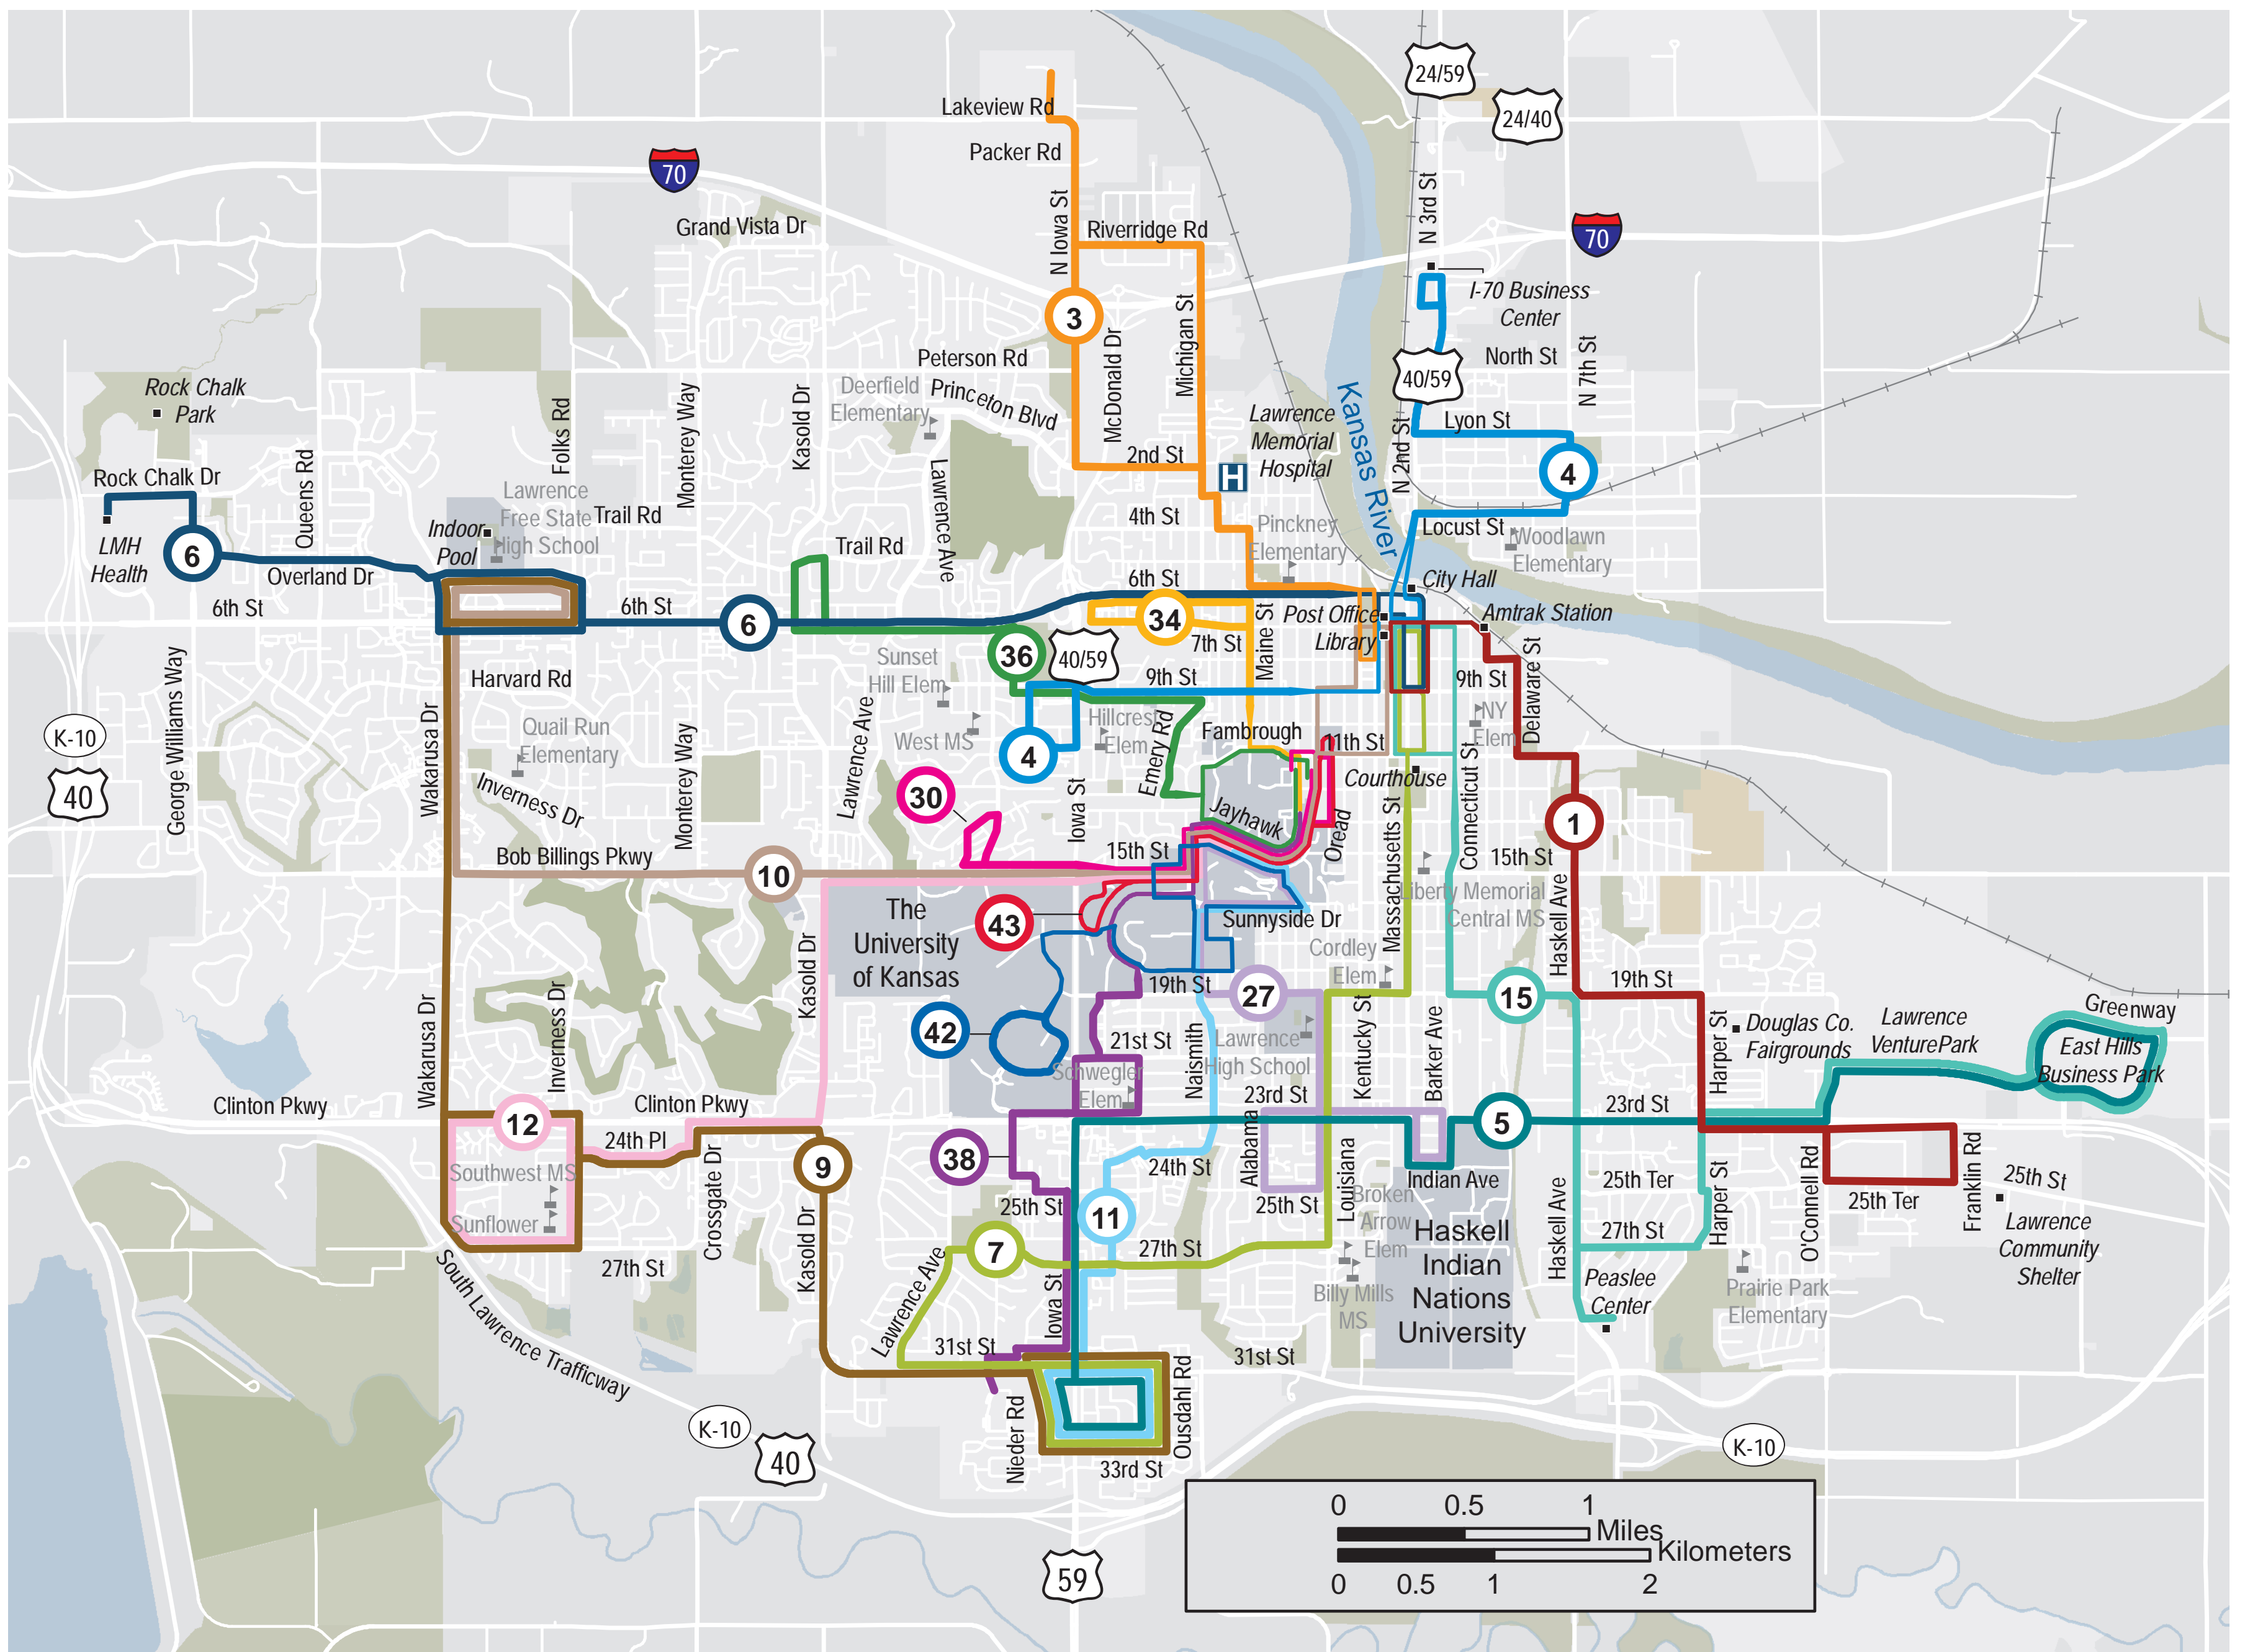 24/59
24/40
Lakeview Rd
Packer Rd
70
N Iowa St
N 3rd St
Grand Vista Dr
Riverridge Rd
70
I-70 Business
Center
3
Michigan St
McDonald Dr
Peterson Rd
North St
N 7th St
40/59
Rock Chalk
Park
Deerfield
Elementary
Princeton Blvd
Kansas River
Lawrence
Memorial
Hospital
H
Folks Rd
Monterey Way
Kasold Dr
N 2nd St
Lyon St
4
2nd St
Rock Chalk Dr
Queens Rd
Lawrence Ave
Lawrence
Free State
High School
Trail Rd
Indoor
Pool
4th St
Pinckney
Elementary
Locust St
Woodlawn
Elementary
LMH
Health
6
Trail Rd
Overland Dr
6th St
City Hall
6th St
6th St
6
34
Maine St
Post Office
Library
Amtrak Station
7th St
36
40/59
Delaware St
George Williams Way
Sunset
Hill Elem
Harvard Rd
9th St
9th St
Wakarusa Dr
Lawrence Ave
NY
Elem
K-10
Quail Run
Elementary
Monterey Way
West MS
4
Hillcrest
Elem
Emery Rd
Fambrough
11th St
40
Inverness Dr
30
Iowa St
Jayhawk
Oread
Courthouse
Massachusetts St
Connecticut St
1
Bob Billings Pkwy
10
15th St
15th St
Liberty Memorial
Central MS
Haskell Ave
The
University
of Kansas
43
Sunnyside Dr
Kasold Dr
Cordley
Elem
19th St
27
15
19th St
Wakarusa Dr
Inverness Dr
42
Naismith
Kentucky St
Barker Ave
Lawrence
High School
Harper St
Douglas Co.
Fairgrounds
Lawrence
VenturePark
Greenway
East Hills
Business Park
21st St
Schwegler
Elem
Clinton Pkwy
Clinton Pkwy
23rd St
23rd St
12
24th Pl
5
9
38
24th St
Alabama
Louisiana
Indian Ave
Southwest MS
Sunflower
Crossgate Dr
Kasold Dr
25th St
11
25th St
Broken
Arrow
Elem
25th Ter
Harper St
O'Connell Rd
25th Ter
Franklin Rd
25th St
Lawrence
Community
Shelter
7
27th St
27th St
Haskell
Indian
Nations
University
Haskell Ave
27th St
Lawrence Ave
Iowa St
Billy Mills
MS
Peaslee
Center
Prairie Park
Elementary
South Lawrence Trafficway
31st St
31st St
Ousdahl Rd
Nieder Rd
K-10
40
33rd St
K-10
59
0 0.5 1
Miles
Kilometers
0 0.5 1 2